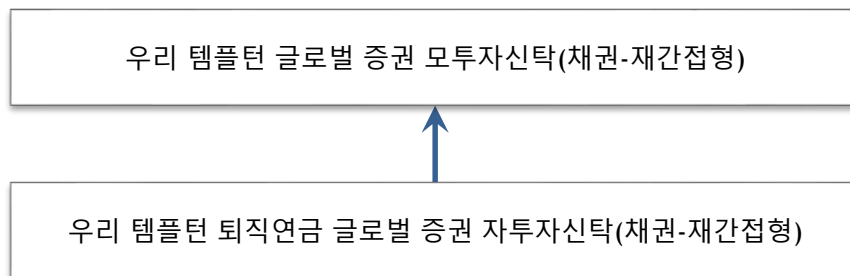 우리 템플턴 글로벌 증권 모투자신탁(채권-재간접형)
우리 템플턴 퇴직연금 글로벌 증권 자투자신탁(채권-재간접형)